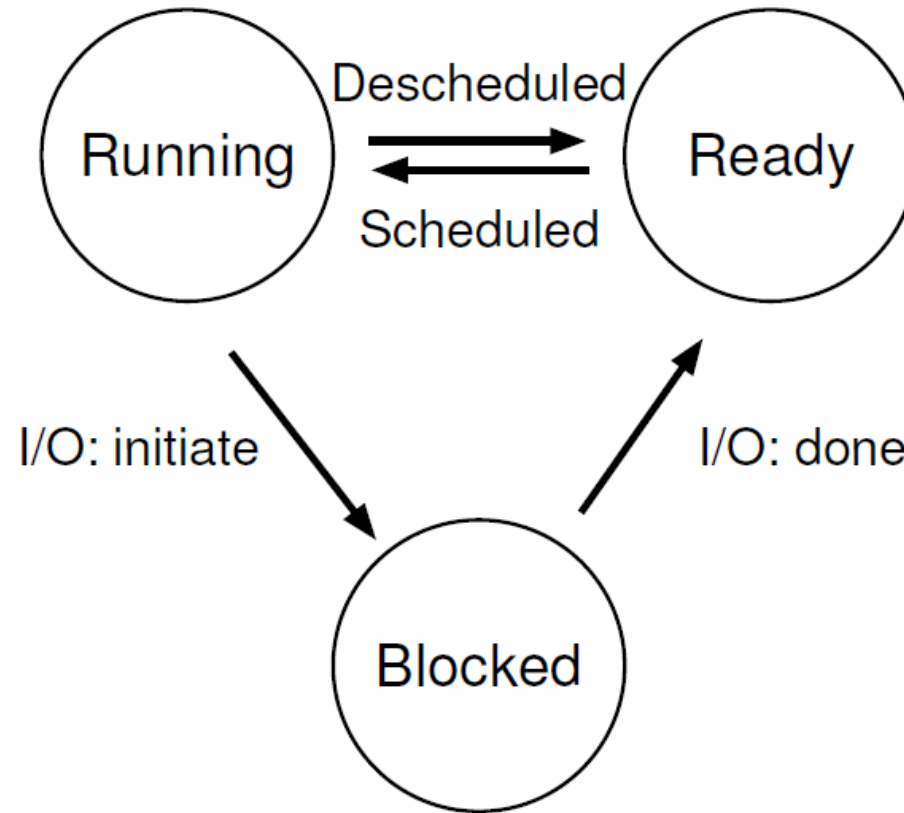 Descheduled
Running
Ready
Scheduled
I/O: initiate
I/O: done
Blocked